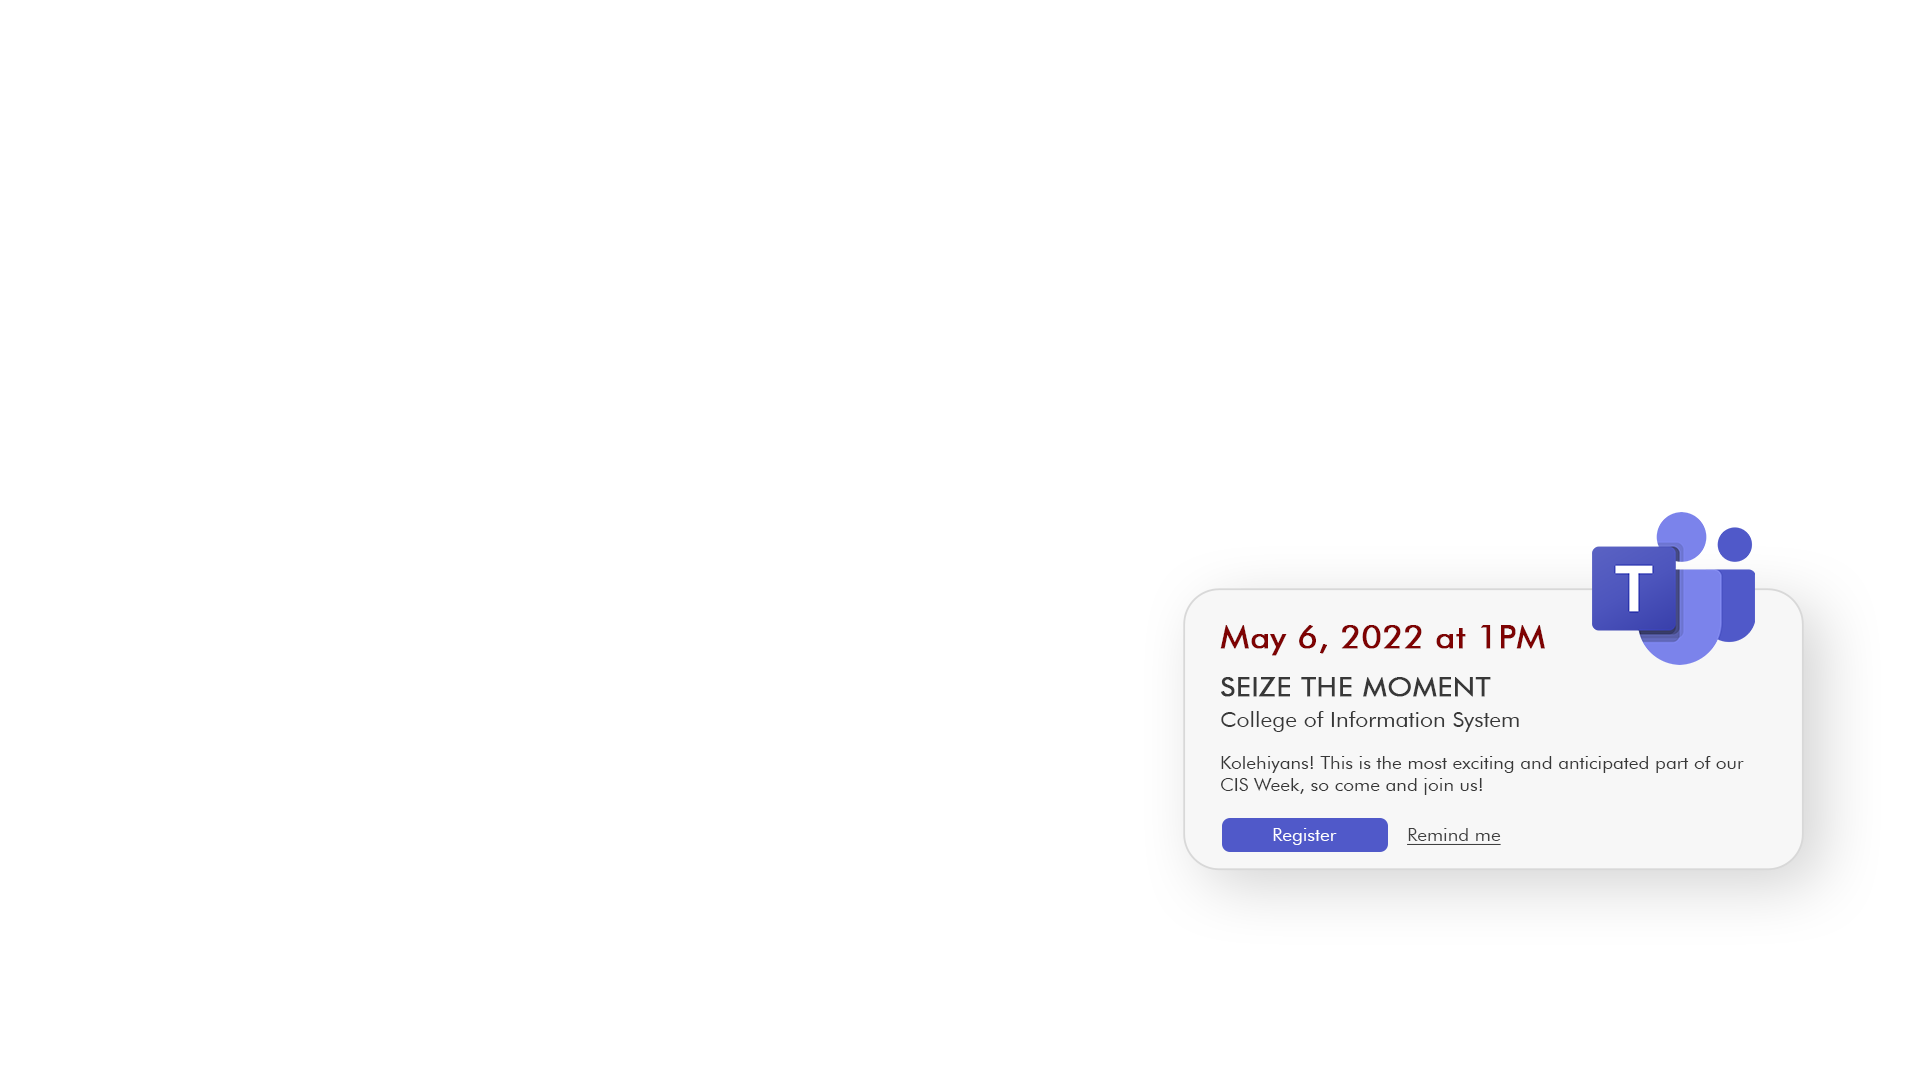 T
May 6, 2022 at 1PM
SEIZE THE MOMENT
College of Information System
Kolehiyans! This is the most exciting and anticipated part of our
CIS Week, so come and join us!
Register
Remind me